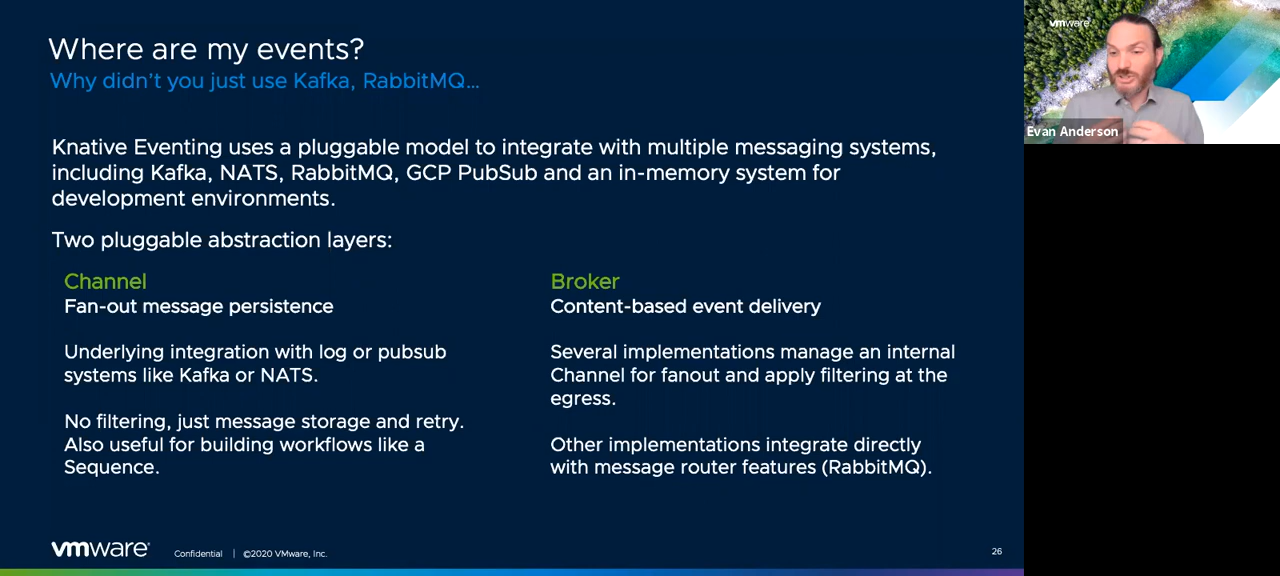 Where are my events?
Why didn't you just use Kafka, RabbitMQ...
Knative Eventing uses a pluggable model to integrate with multiple messaging systems,
including Kafka, NATS, RabbitMQ, GCP PubSub and an in-memory system for
development environments.
Two pluggable abstraction layers:
Channel
Fan-out message persistence
Underlying integration with log or pubsub
systems like Kafka or NATS.
No filtering, just message storage and retry.
Also useful for building workflows like a
Sequence.
Broker
Content-based event delivery
Several implementations manage an internal
Channel for fanout and apply filtering at the
egress.
Other implementations integrate directly
with message router features (RabbitMQ).
vmware
Confidential | ©2020 VMware, Inc.
26
vmware
Evan Anderson